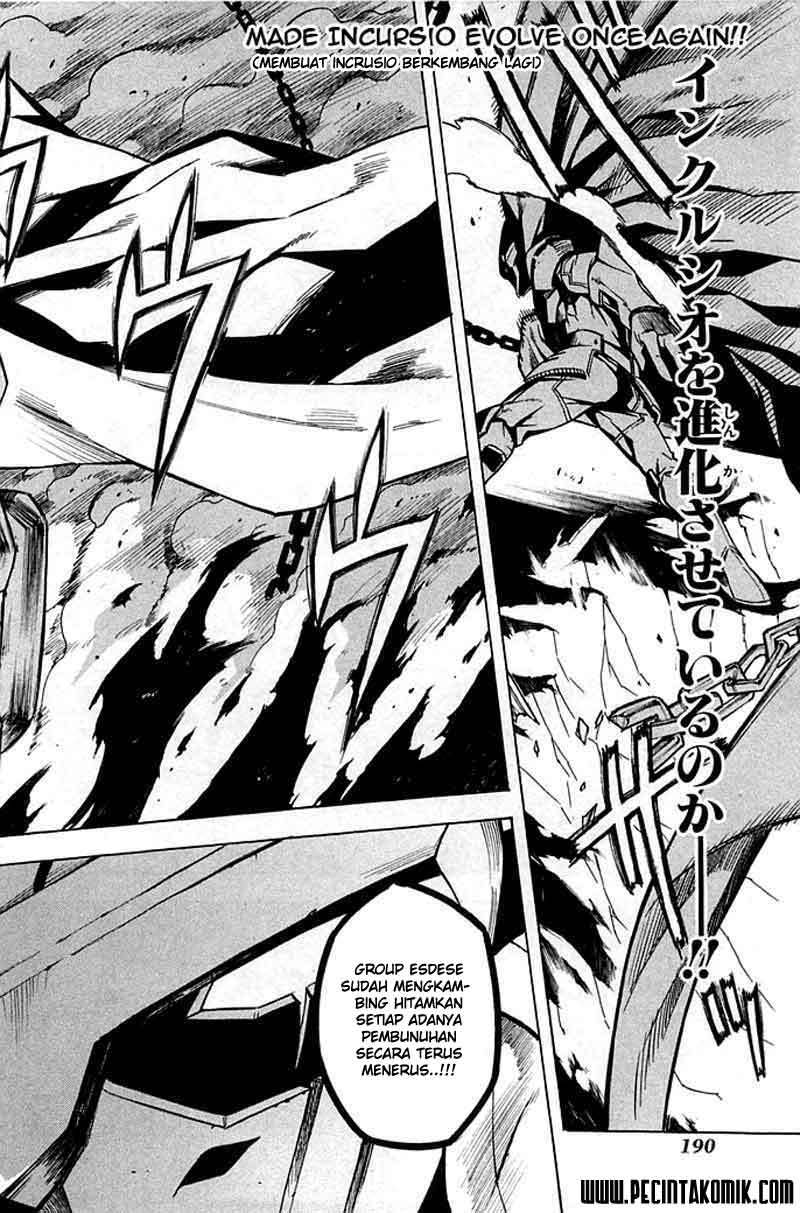 MADE INCURSIO EVOLVE ONCE AGAIN!!
(MEMBUAT INCRUSIO BERKEMBANG LAGI)
インクルシオを進化させているのか――!!
しんか
GROUP ESDESE
SUDAH MENGKAM-
BING HITAMKAN
SETIAP ADANYA
PEMBUNUHAN
SECARA TERUS
MENERUS..!!!
190
WWW.PECINTAKOMIK.COM